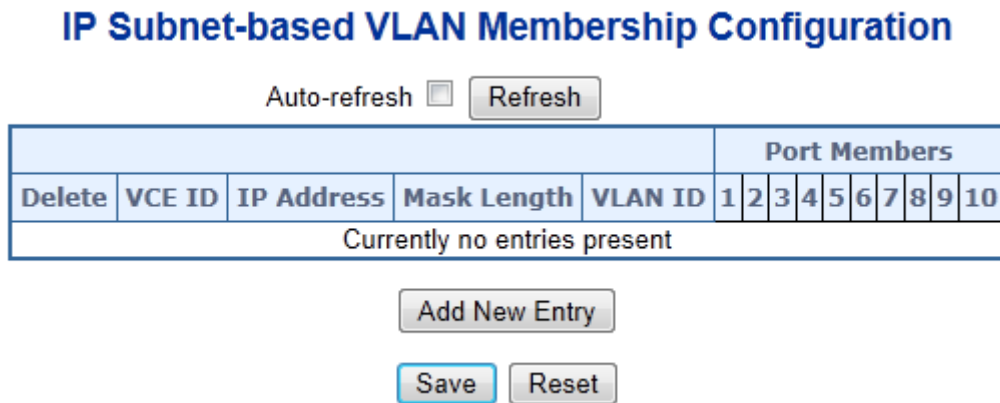 IP Subnet-based VLAN Membership Configuration
Auto-refresh Refresh
Port Members
Delete VCE ID IP Address Mask Length VLAN ID 1 2 3 4 5 6 7 8 9 10
Currently no entries present
Add New Entry
Save Reset